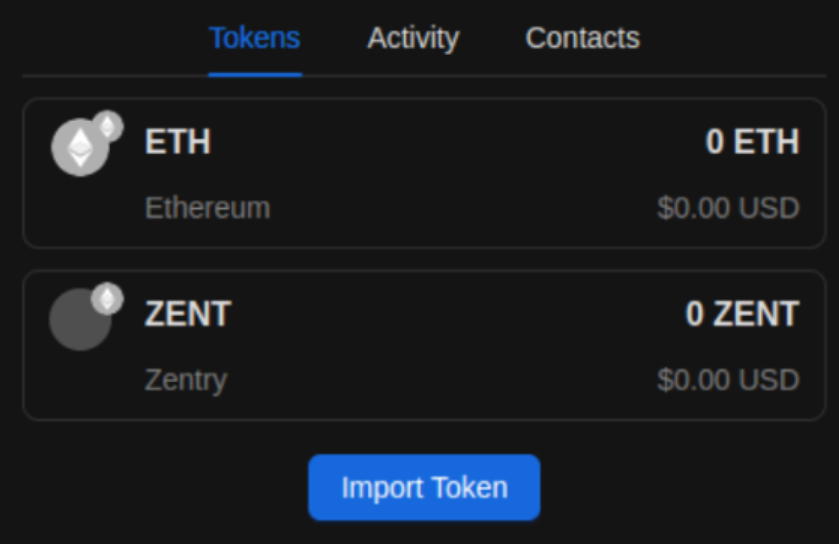 Tokens Activity Contacts
ETH 0 ETH
Ethereum $0.00 USD
ZENT 0 ZENT
Zentry $0.00 USD
Import Token